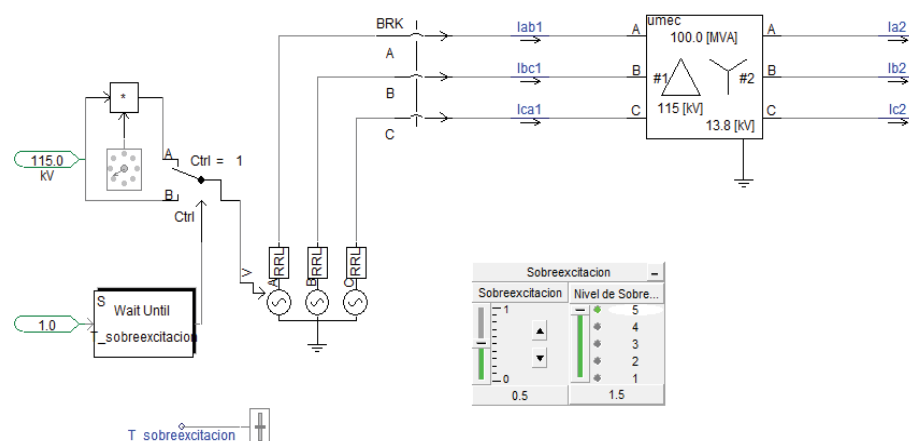 BRK
A
B
C
Iab1
Ibc1
Ica1
A
B
C
umec
100.0 [MVA]
#1
#2
115 [kV]
13.8 [kV]
A
B
C
Ia2
Ib2
Ic2
*
115.0
kV
A
B
Ctrl = 1
Ctrl
V
RRL
RRL
RRL
A
B
C
S
Wait Until
T_sobreexcitacion
1.0
Sobreexcitacion
Sobreexcitacion
Nivel de Sobre...
1
0
5
4
3
2
1
0.5
1.5
T_sobreexcitacion